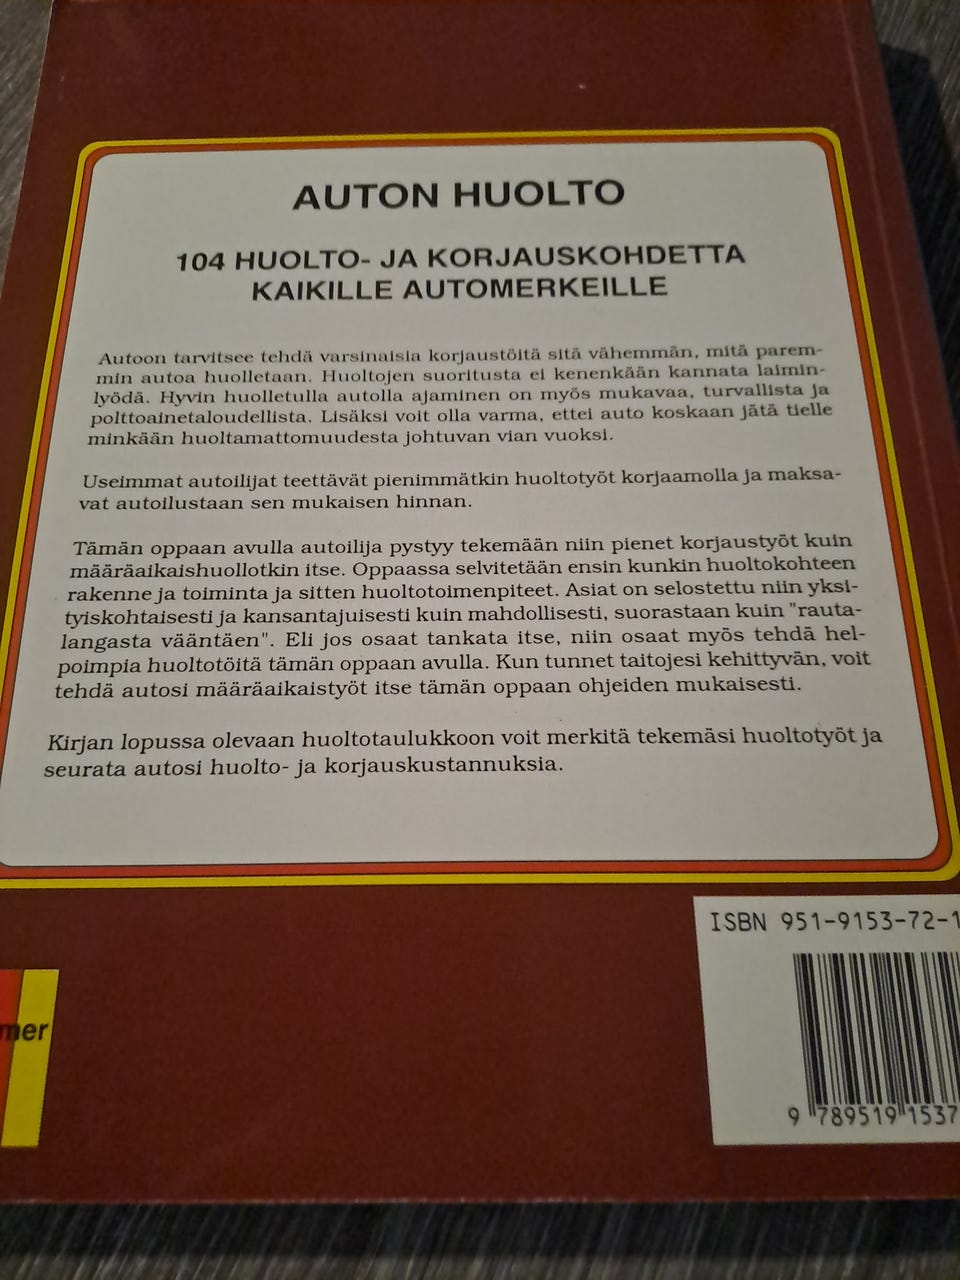 AUTON HUOLTO
104 HUOLTO- JA KORJAUSKOHDETTA
KAIKILLE AUTOMERKEILLE
Autoon tarvitsee tehdä varsinaisia korjaustöitä sitä vähemmän, mitä parem-
min autoa huolletaan. Huoltojen suoritusta ei kenenkään kannata laimin-
lyödä. Hyvin huolletulla autolla ajaminen on myös mukavaa, turvallista ja
polttoainetaloudellista. Lisäksi voit olla varma, ettei auto koskaan jätä tielle
minkään huoltamattomuudesta johtuvan vian vuoksi.
Useimmat autoilijat teettävät pienimmätkin huoltotyöt korjaamolla ja maksa-
vat autoilustaan sen mukaisen hinnan.
Tämän oppaan avulla autoilija pystyy tekemään niin pienet korjaustyöt kuin
määräaikaishuollotkin itse. Oppaassa selvitetään ensin kunkin huoltokohteen
rakenne ja toiminta ja sitten huoltotoimenpiteet. Asiat on selostettu niin yksi-
tyiskohtaisesti ja kansantajuisesti kuin mahdollisesti, suorastaan kuin "rauta-
langasta vääntäen". Eli jos osaat tankata itse, niin osaat myös tehdä hel-
poimpia huoltotöitä tämän oppaan avulla. Kun tunnet taitojesi kehittyvän, voit
tehdä autosi määräaikaistyöt itse tämän oppaan ohjeiden mukaisesti.
Kirjan lopussa olevaan huoltotaulukkoon voit merkitä tekemäsi huoltotyöt ja
seurata autosi huolto- ja korjauskustannuksia.
ISBN 951-9153-72-1
mer
9 789519 1537